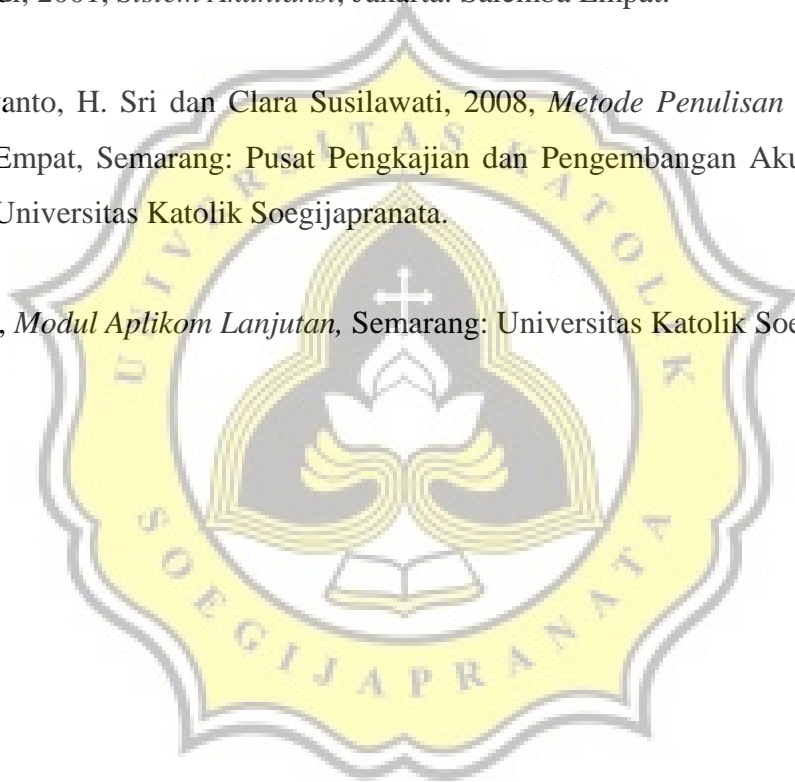 2001, Sistem Akuntansi, Jakarta: Salemba Empat.
anto, H. Sri dan Clara Susilawati, 2008, Metode Penulisan
Empat, Semarang: Pusat Pengkajian dan Pengembangan Aku
Universitas Katolik Soegijapranata.
, Modul Aplikom Lanjutan, Semarang: Universitas Katolik Soe
UNIVERSITAS KATOLIK
SOEGIJAPRANATA